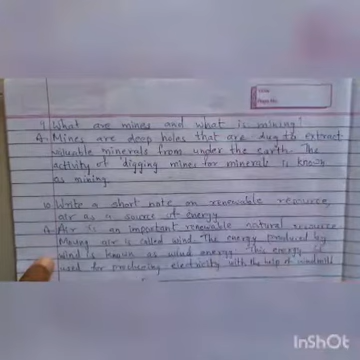 9. What are mines and what is mining?
A. Mines are deep holes that are dug to extract
valuable minerals from under the earth. The
activity of digging mines for minerals is known
as mining.
10. Write a short note on renewable resource
air as a source of energy.
A. Air is an important renewable natural resource
Moving air is called wind. The energy produced by
wind is known as wind energy. This energy is
used for producing electricity with the help of windmill
InShOt